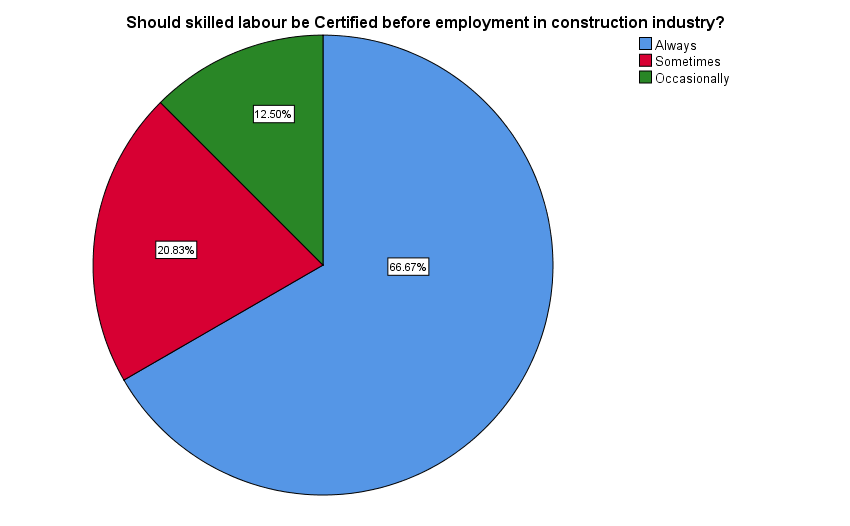 Should skilled labour be Certified before employment in construction industry?
Always
Sometimes
Occasionally
12.50%
20.83%
66.67%